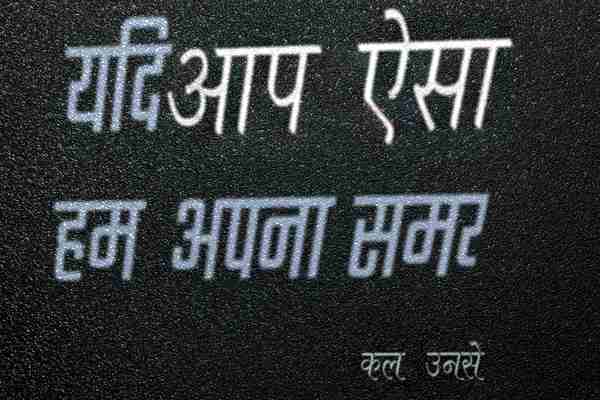 यदि आप ऐसा
हम अपना समर
कल उनसे